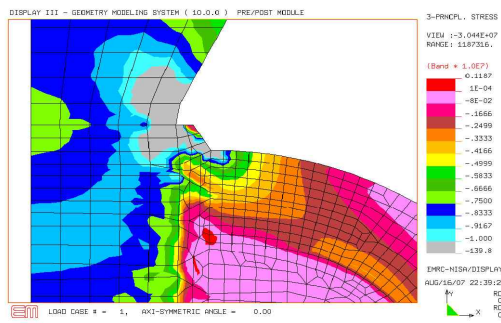 DISPLAY III - GEOMETRY MODELING SYSTEM ( 10.0.0 ) PRE/POST MODULE
3-PRNCPL. STRESS
VIEW :-3.044E+07
RANGE: 1187316.
(Band * 1.0E7)
0.1187
1E-04
-8E-02
-.1666
-.2499
-.3333
-.4166
-.4999
-.5833
-.6666
-.7500
-.8333
-.9167
-1.000
-139.8
EMRC-NISA/DISPLAY
AUG/16/07 22:39:2
Y
X
RO
RO
EM LOAD CASE # = 1, AXI-SYMMETRIC ANGLE = 0.00